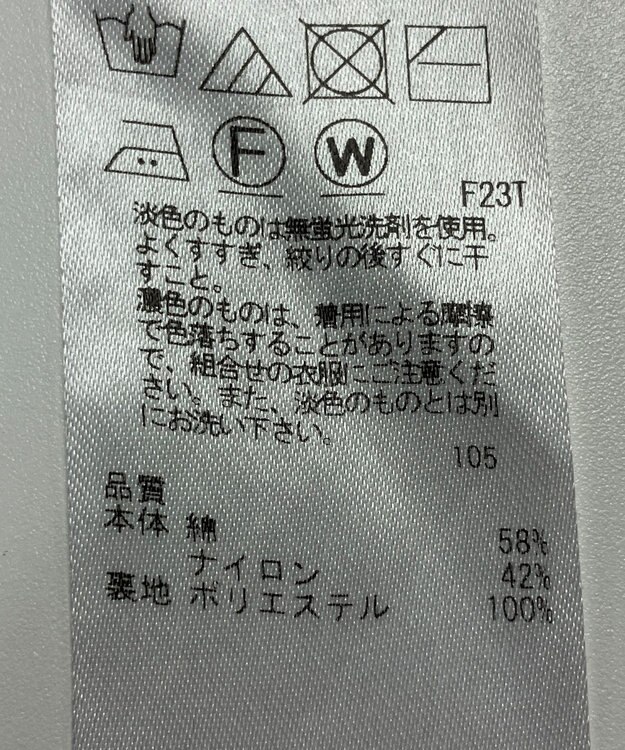 F
W
F23T
淡色のものは無蛍光洗剤を使用。
よくすすぎ、絞りの後すぐに干
すこと。
濃色のものは、着用による摩擦
で色落ちすることがありますの
で、組合せの衣服にご注意くだ
さい。また、淡色のものとは別
にお洗い下さい。
105
品質
本体 綿 58%
ナイロン 42%
裏地 ポリエステル 100%